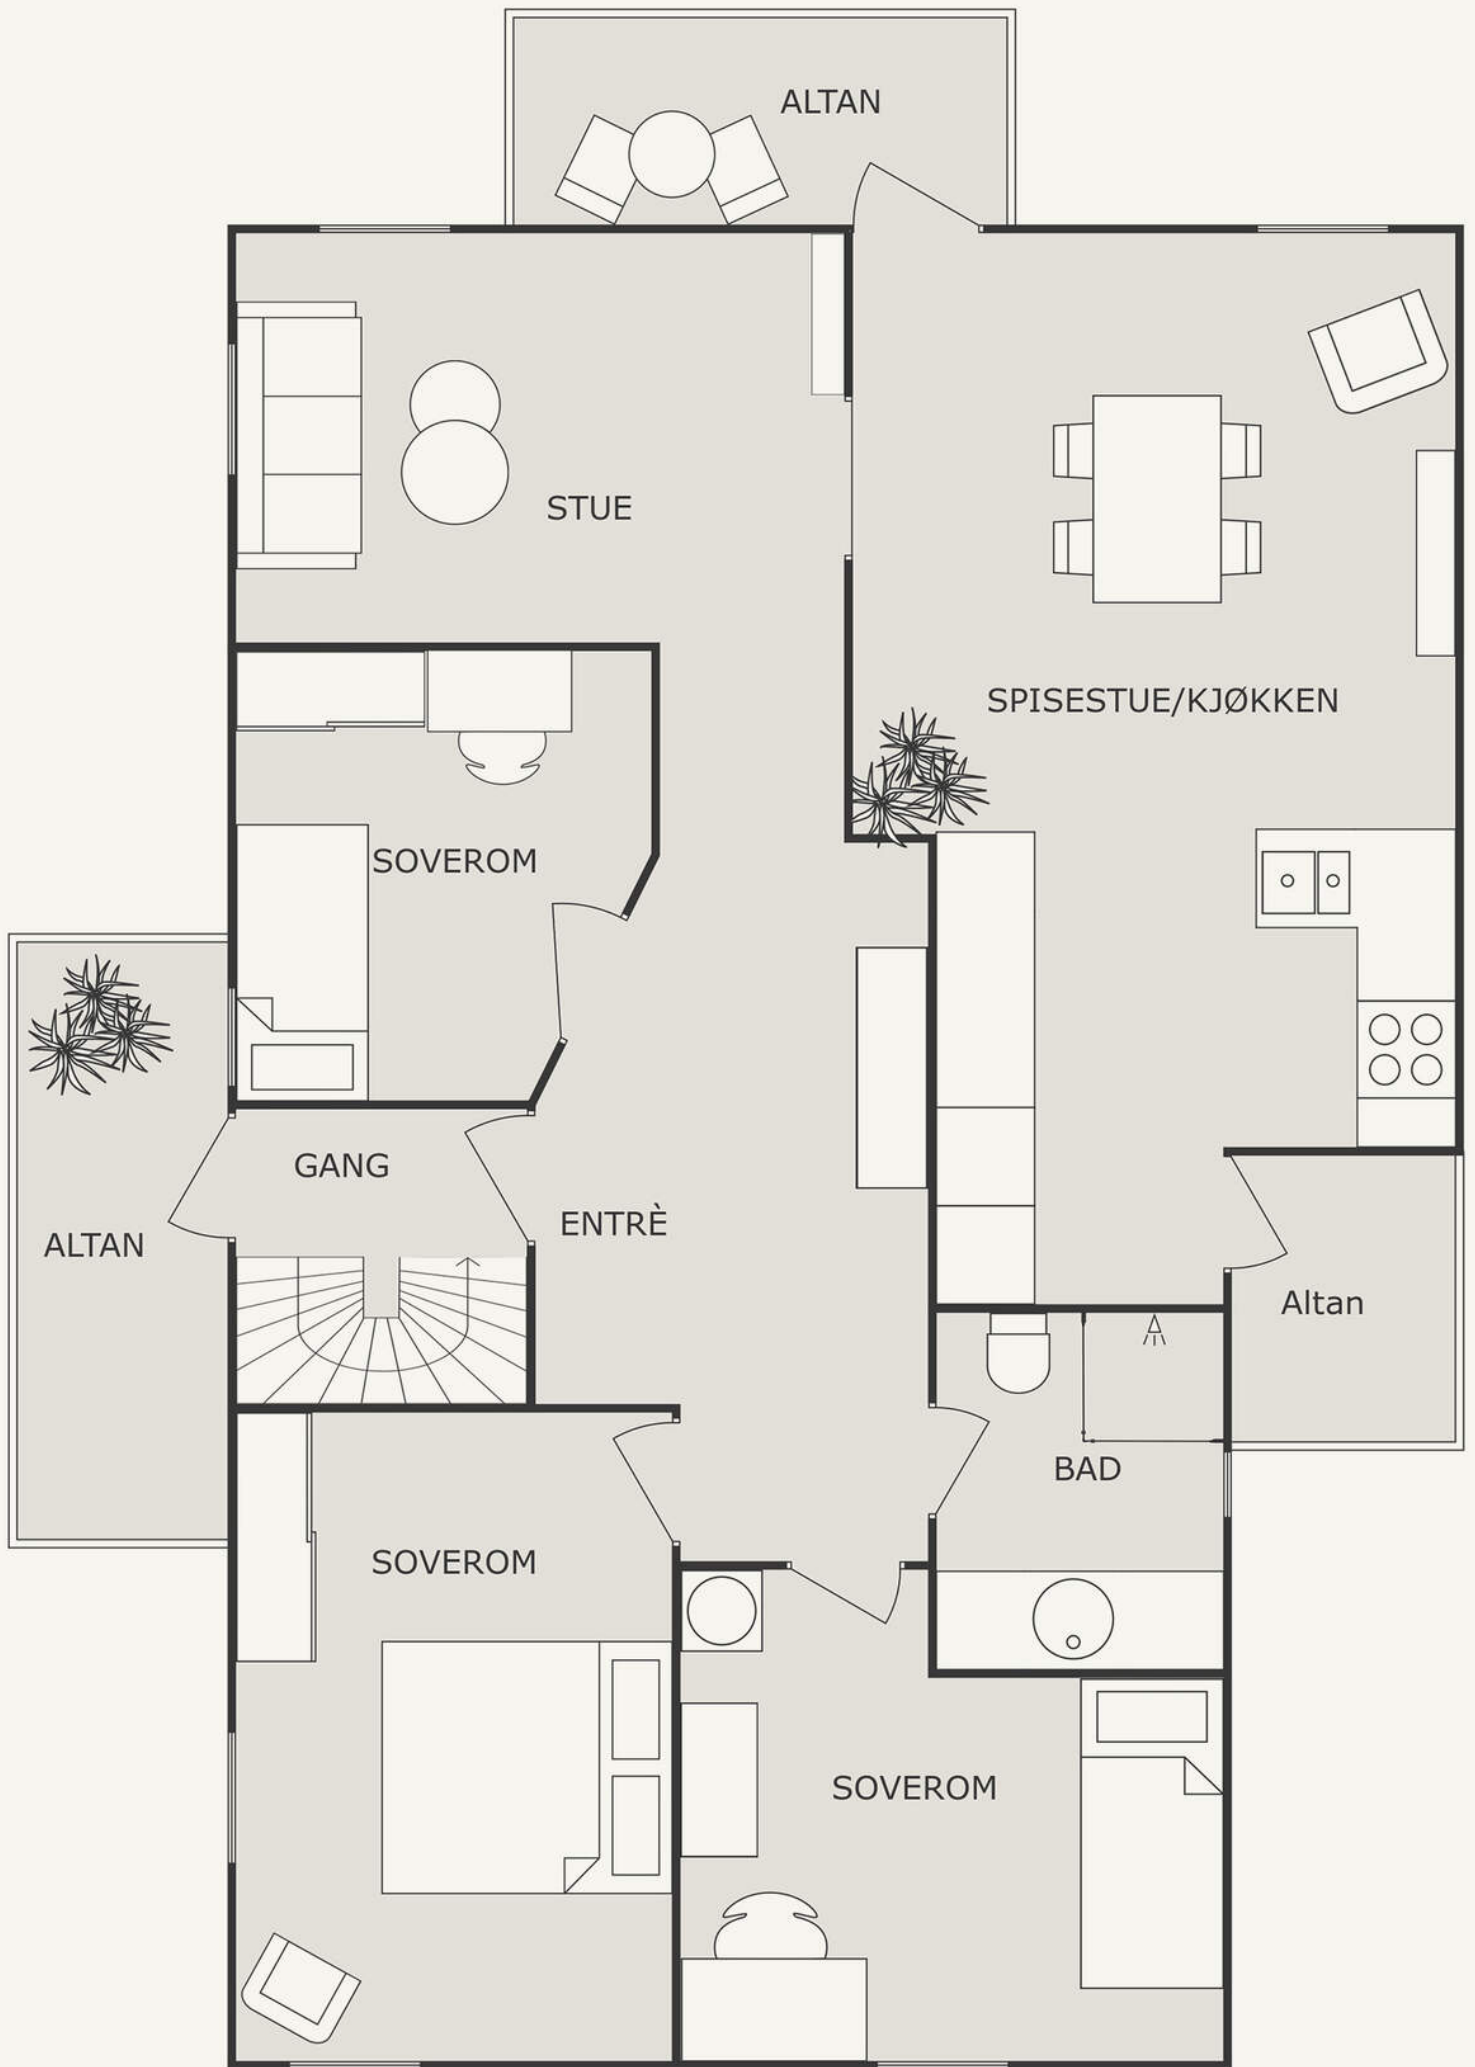 ALTAN
STUE
SPISESTUE/KJØKKEN
SOVEROM
GANG
ENTRÈ
ALTAN
Altan
BAD
SOVEROM
SOVEROM